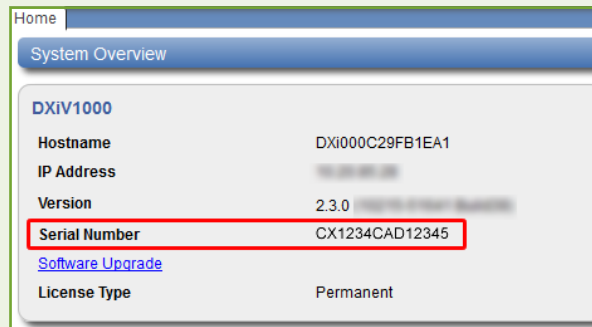 Home
System Overview
DXiV1000
Hostname DXi000C29FB1EA1
IP Address
Version 2.3.0
Serial Number CX1234CAD12345
Software Upgrade
License Type Permanent